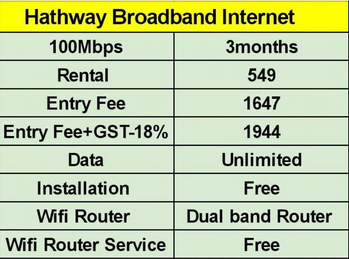 Hathway Broadband Internet
100Mbps 3months
Rental 549
Entry Fee 1647
Entry Fee+GST-18% 1944
Data Unlimited
Installation Free
Wifi Router Dual band Router
Wifi Router Service Free